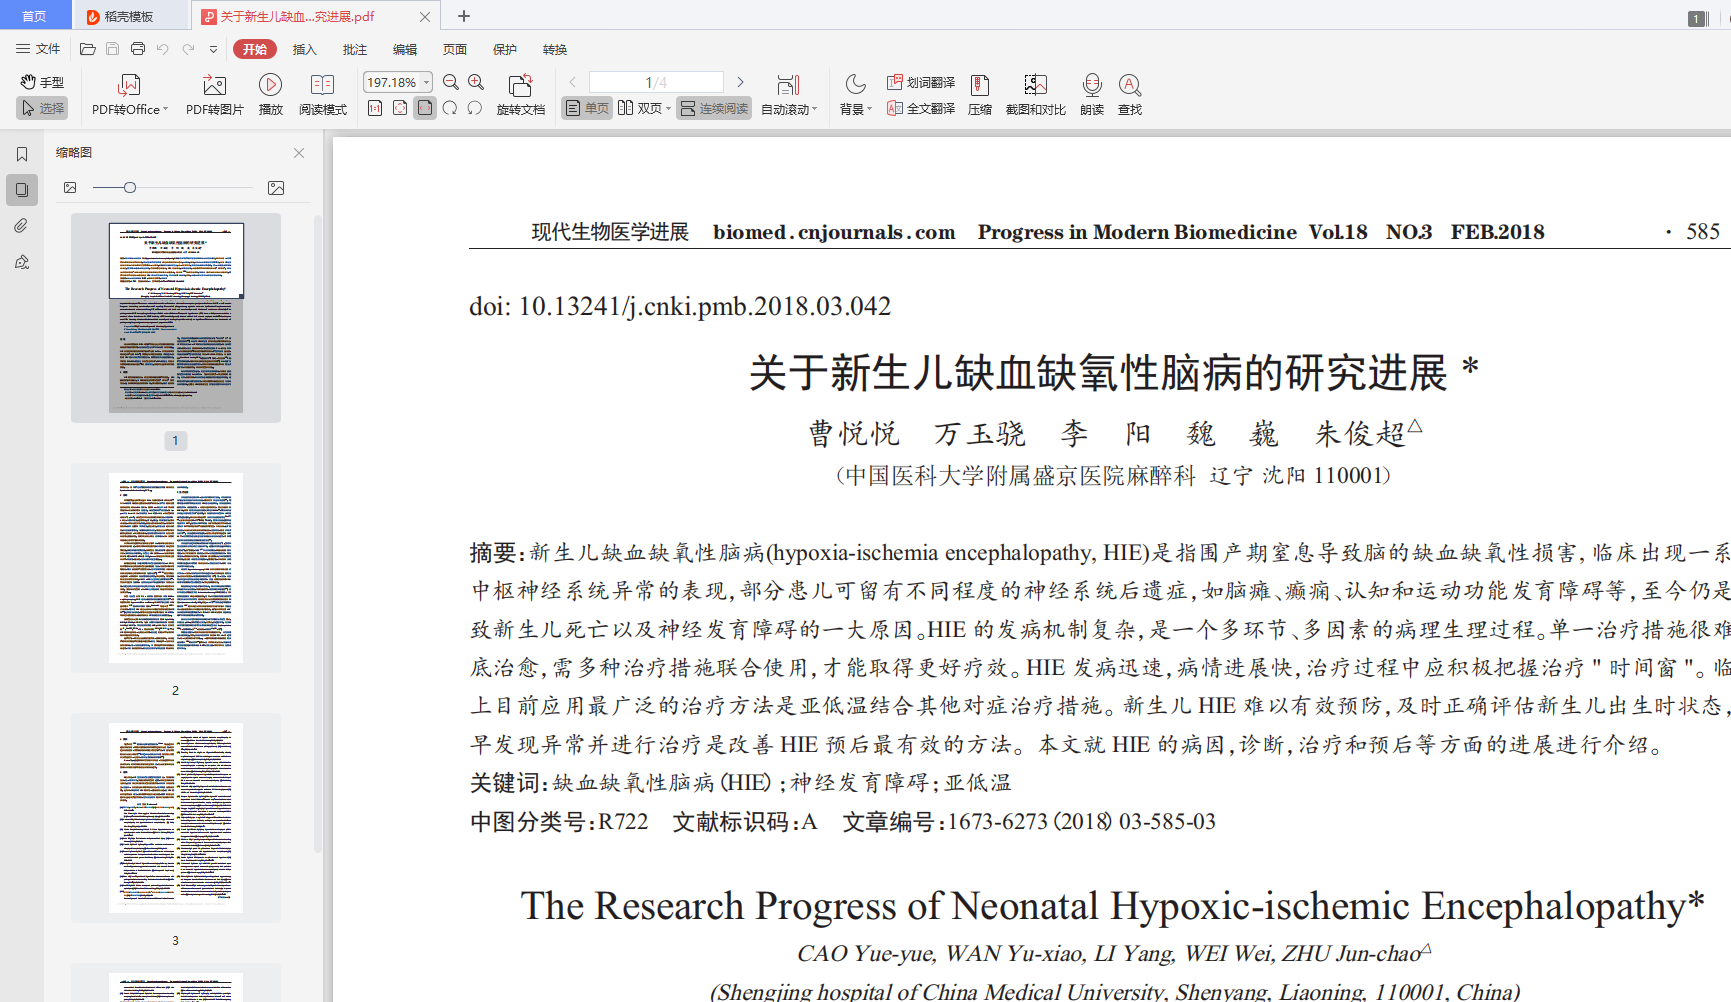 首页 稻壳模板 关于新生儿缺血...究进展.pdf
1
文件 开始 插入 批注 编辑 页面 保护 转换
手型 选择 PDF转Office PDF转图片 播放 阅读模式 197.18% 1:1 旋转文档 1/4 单页 双页 连续阅读 自动滚动 背景 划词翻译 全文翻译 压缩 截图和对比 朗读 查找
缩略图
1
2
3
现代生物医学进展 biomed.cnjournals.com Progress in Modern Biomedicine Vol.18 NO.3 FEB.2018 · 585
doi: 10.13241/j.cnki.pmb.2018.03.042
关于新生儿缺血缺氧性脑病的研究进展 *
曹悦悦 万玉骁 李 阳 魏 巍 朱俊超△
(中国医科大学附属盛京医院麻醉科 辽宁 沈阳 110001)
摘要:新生儿缺血缺氧性脑病(hypoxia-ischemia encephalopathy, HIE)是指围产期窒息导致脑的缺血缺氧性损害,临床出现一系
中枢神经系统异常的表现,部分患儿可留有不同程度的神经系统后遗症,如脑瘫、癫痫、认知和运动功能发育障碍等,至今仍是
致新生儿死亡以及神经发育障碍的一大原因。HIE 的发病机制复杂,是一个多环节、多因素的病理生理过程。单一治疗措施很难
底治愈,需多种治疗措施联合使用,才能取得更好疗效。HIE 发病迅速,病情进展快,治疗过程中应积极把握治疗"时间窗"。临
上目前应用最广泛的治疗方法是亚低温结合其他对症治疗措施。新生儿 HIE 难以有效预防,及时正确评估新生儿出生时状态,
早发现异常并进行治疗是改善 HIE 预后最有效的方法。本文就 HIE 的病因,诊断,治疗和预后等方面的进展进行介绍。
关键词:缺血缺氧性脑病(HIE);神经发育障碍;亚低温
中图分类号:R722 文献标识码:A 文章编号:1673-6273(2018)03-585-03
The Research Progress of Neonatal Hypoxic-ischemic Encephalopathy*
CAO Yue-yue, WAN Yu-xiao, LI Yang, WEI Wei, ZHU Jun-chao△
(Shengjing hospital of China Medical University, Shenyang, Liaoning, 110001, China)